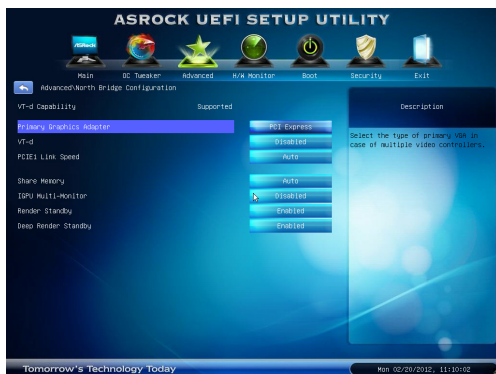 ASROCK UEFI SETUP UTILITY
ASRock
Main OC Tweaker Advanced H/W Monitor Boot Security Exit
Advanced\North Bridge Configuration
VT-d Capability Supported
Primary Graphics Adapter PCI Express
VT-d Disabled
PCIE1 Link Speed Auto
Share Memory Auto
IGPU Multi-Monitor Disabled
Render Standby Enabled
Deep Render Standby Enabled
Description
Select the type of primary VGA in
case of multiple video controllers.
Tomorrow's Technology Today
Mon 02/20/2012, 11:10:02